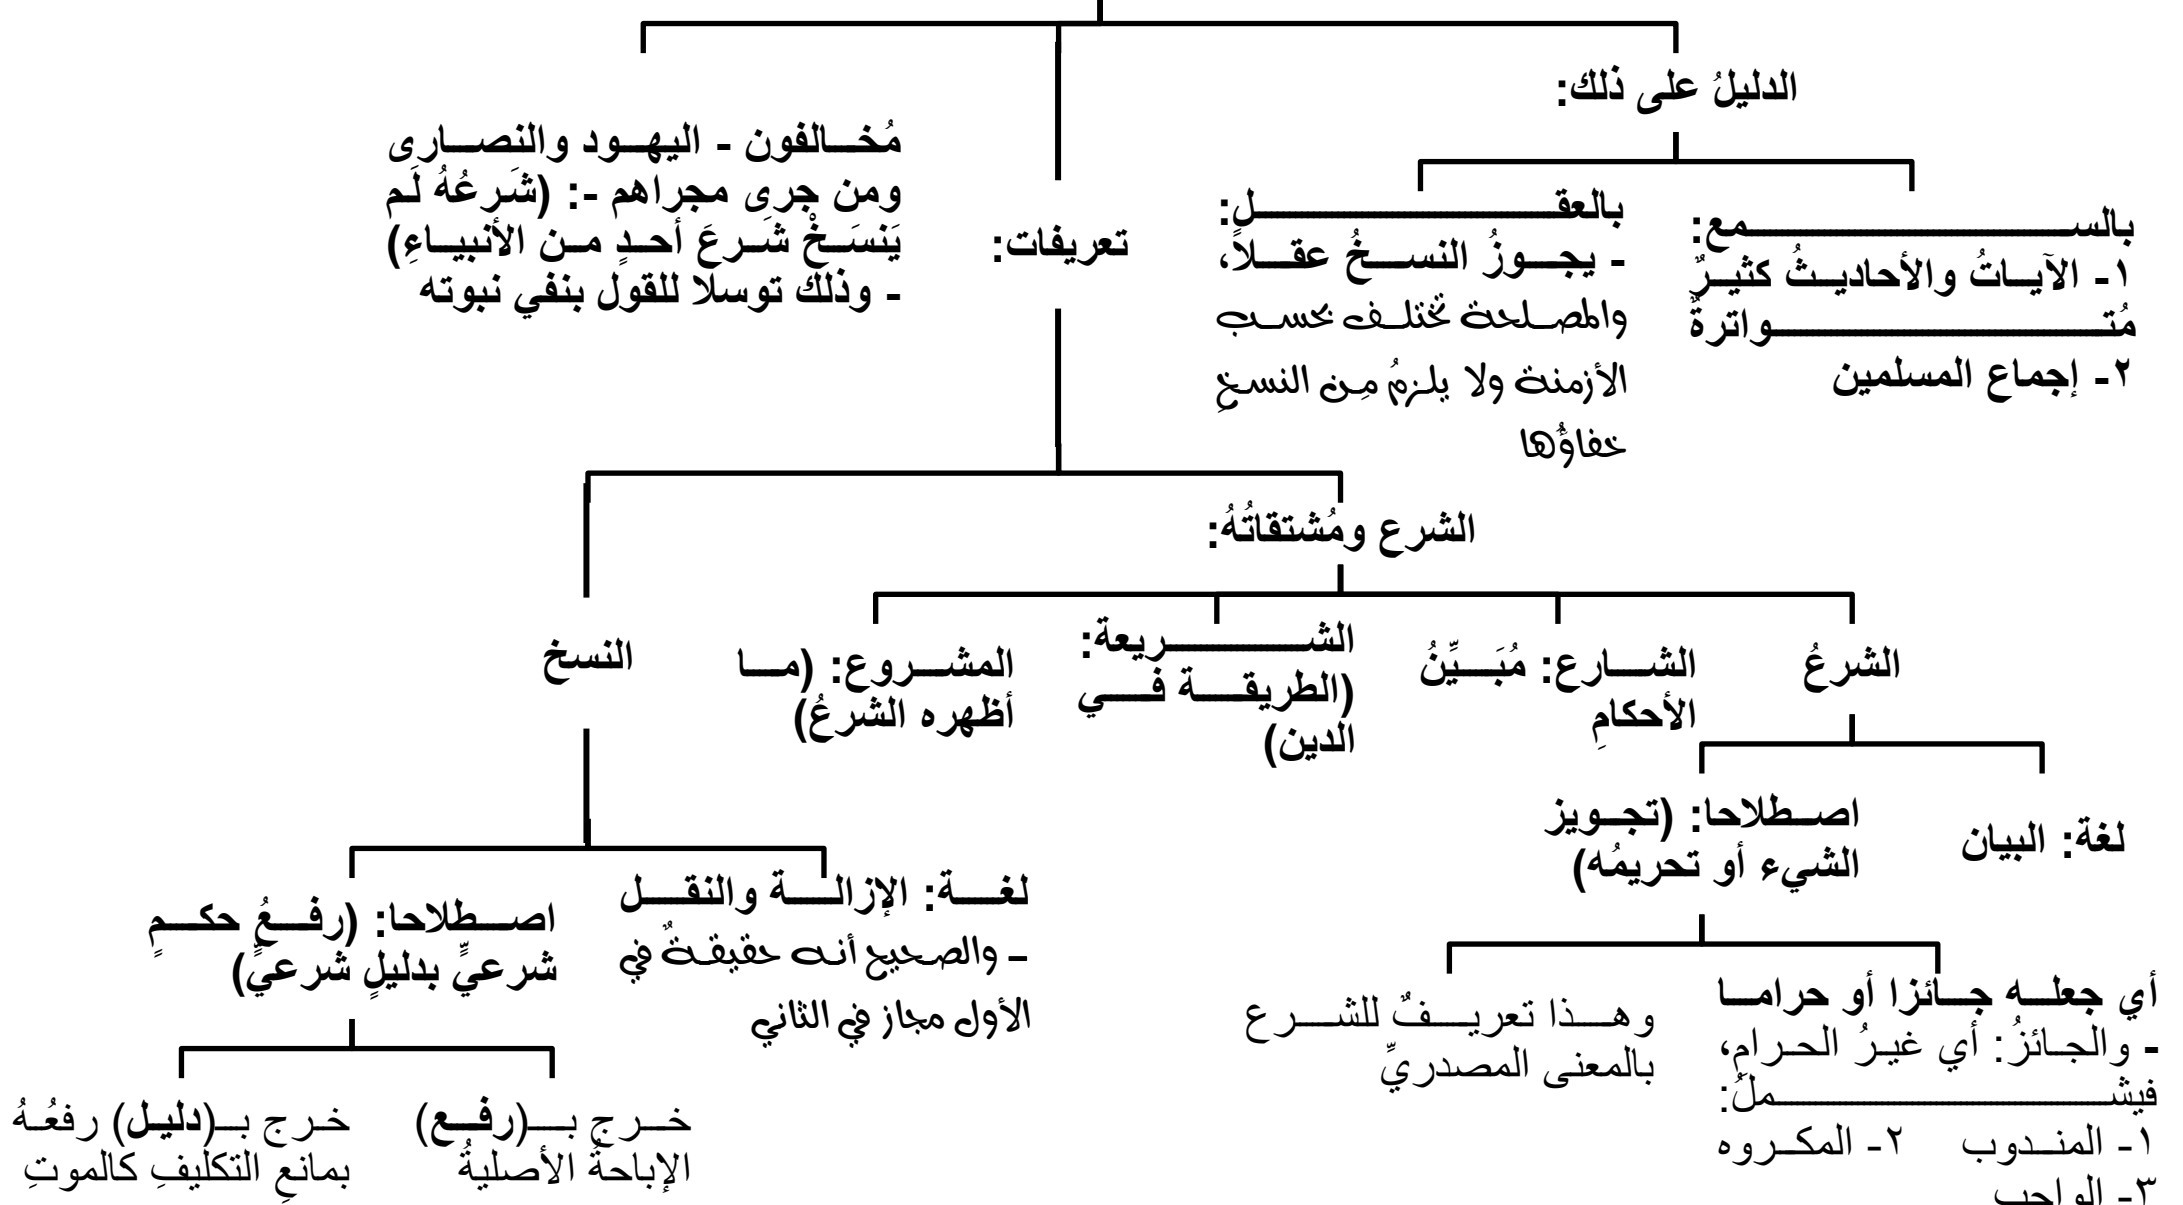 الدليلُ على ذلك:
بالسمع:
١- الآياتُ والأحاديثُ كثيرٌ
مُتواترةٌ
٢- إجماع المسلمين
بالعقل:
- يجوزُ النسخُ عقلاً،
والمصلحة تختلف بحسب
الأزمنة ولا يلزمُ مِن النسخِ
خفاؤُها
تعريفات:
مُخالفون - اليهود والنصارى
ومن جرى مجراهم -: (شَرعُهُ لَم
يَنسَخْ شَرعَ أحدٍ من الأنبياءِ)
- وذلك توسلا للقول بنفي نبوته
الشرع ومُشتقاتُهُ:
الشرعُ
لغة: البيان
اصطلاحا: (تجويز
الشيء أو تحريمُه)
أي جعله جائزا أو حراما
- والجائزُ: أي غيرُ الحرامِ،
فيشملُ:
١- المندوب ٢- المكروه
٣- الواجب
وهذا تعريفٌ للشرع
بالمعنى المصدريِّ
الشارع: مُبَيِّنُ
الأحكامِ
الشريعة:
(الطريقة في
الدين)
المشروع: (ما
أظهره الشرعُ)
النسخ
لغة: الإزالة والنقل
- والصحيح أنه حقيقةٌ في
الأول مجاز في الثاني
اصطلاحا: (رفعُ حكمٍ
شرعيٍّ بدليلٍ شرعيٍّ)
خرج بـ(رفع)
الإباحةُ الأصليةُ
خرج بـ(دليل) رفعُهُ
بمانعِ التكليفِ كالموتِ